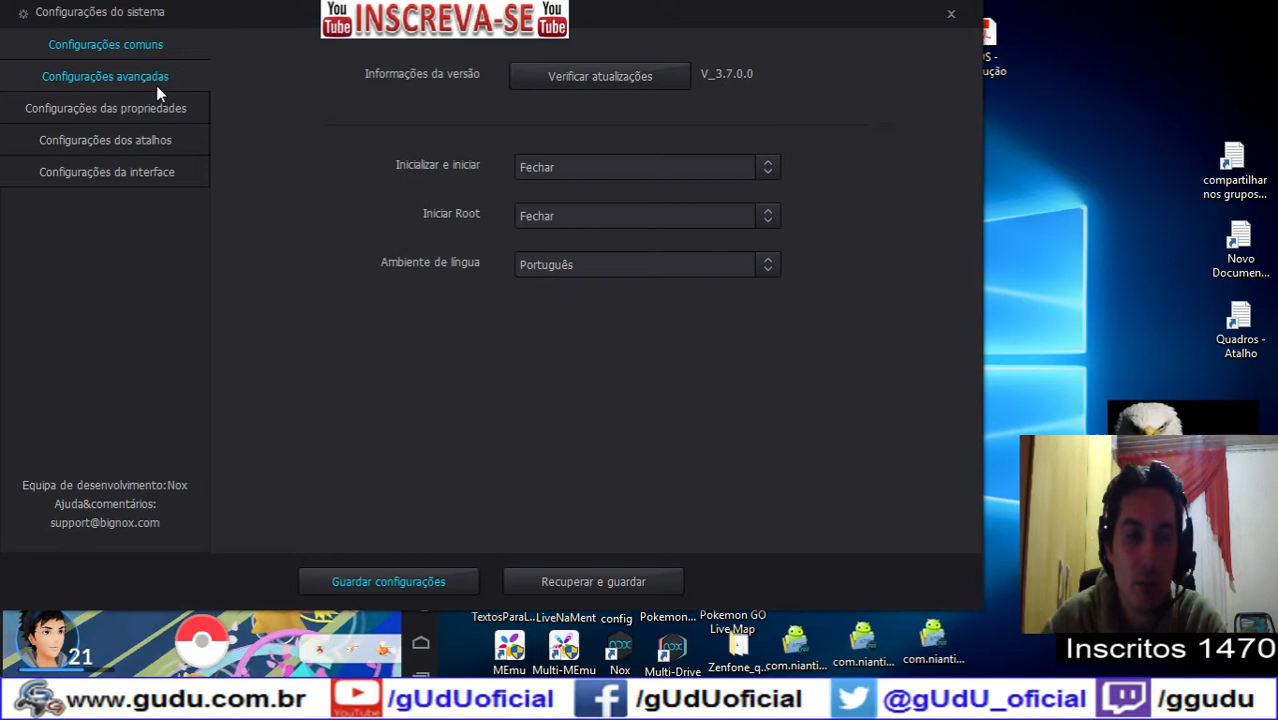 Configurações do sistema
You Tube INSCREVA-SE You Tube
Configurações comuns
Configurações avançadas
Configurações das propriedades
Configurações dos atalhos
Configurações da interface
Informações da versão
Verificar atualizações
V_3.7.0.0
Inicializar e iniciar
Fechar
Iniciar Root
Fechar
Ambiente de língua
Português
Equipa de desenvolvimento:Nox
Ajuda&comentários:
support@bignox.com
Guardar configurações
Recuperar e guardar
compartilhar
nos grupos...
Novo
Documen...
Quadros -
Atalho
21
TextosParaL...
LiveNaMent
config
Pokemon...
Pokemon GO
Live Map
MEmu
Multi-MEmu
Nox
Multi-Drive
Zenfone_q...
com.nianti...
com.nianti...
com.nianti...
Inscritos 1470
www.gudu.com.br
YouTube
/gUdUoficial
/gUdUoficial
@gUdU_oficial
/ggudu